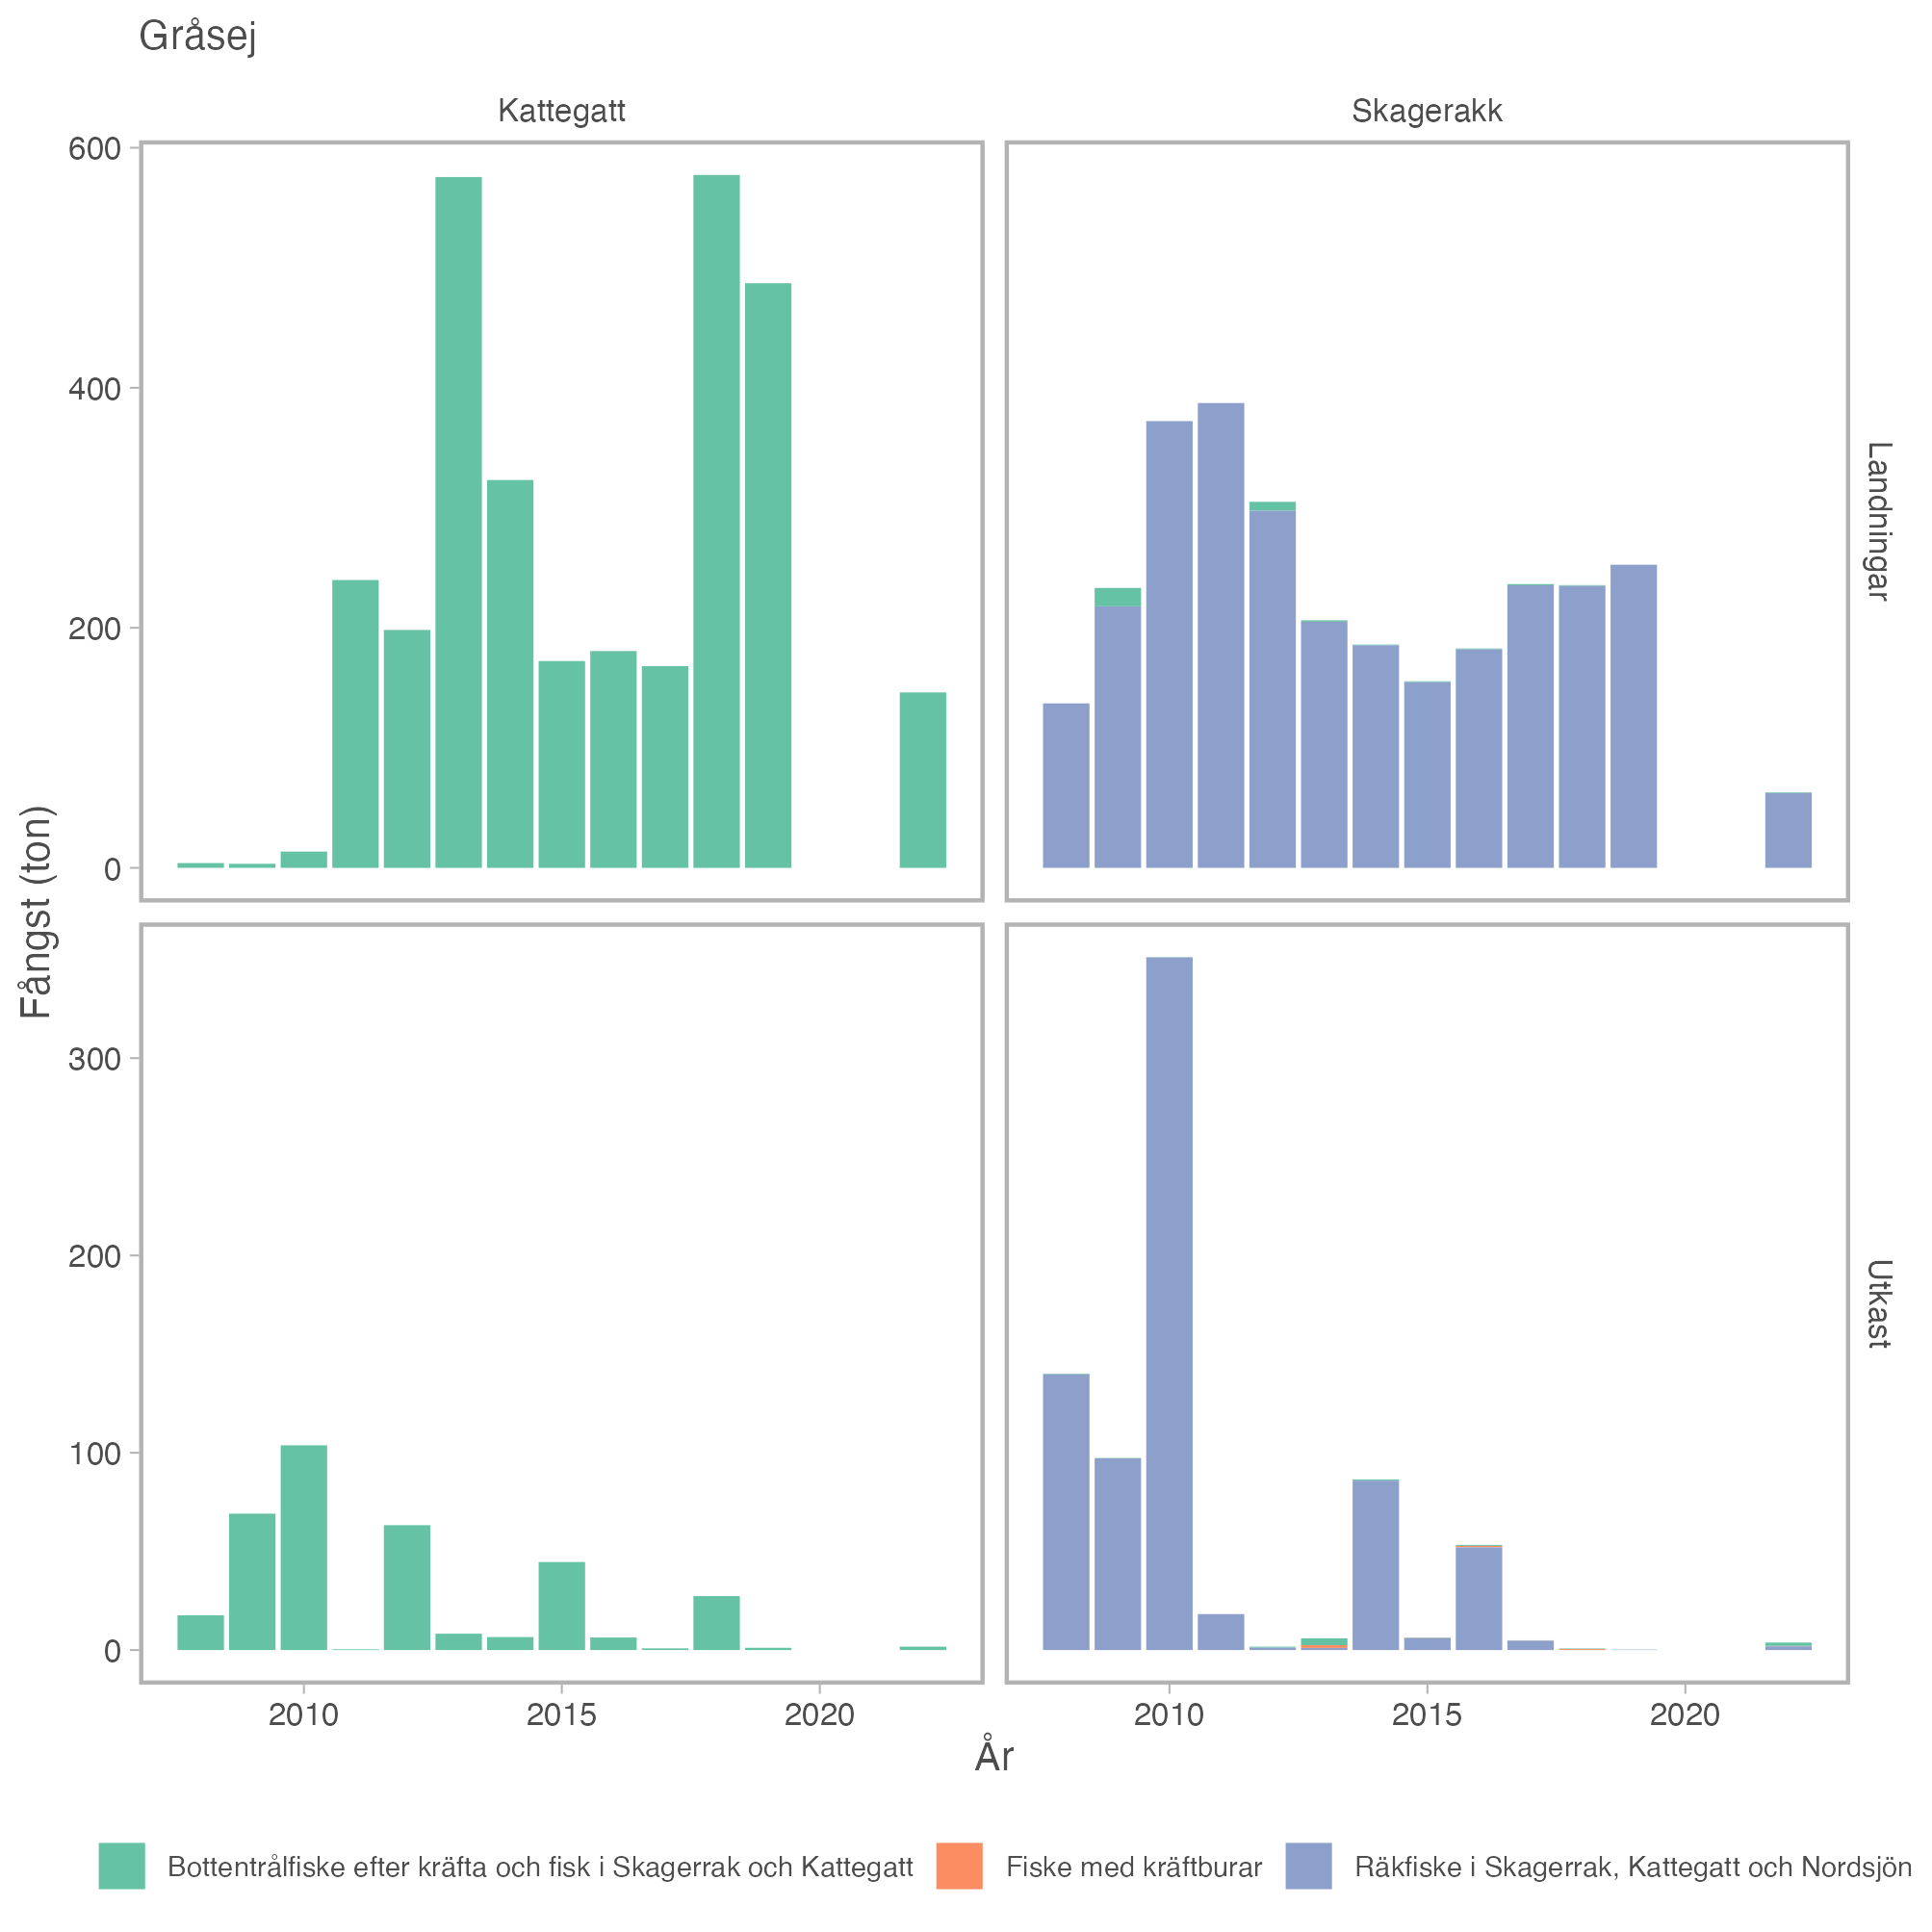 Gråsej
Kattegatt
Skagerakk
600
400
200
0
Landningar
Fångst (ton)
300
200
100
0
Utkast
2010
2015
2020
2010
2015
2020
År
Bottentrålfiske efter kräfta och fisk i Skagerrak och Kattegatt
Fiske med kräftburar
Räkfiske i Skagerrak, Kattegatt och Nordsjön